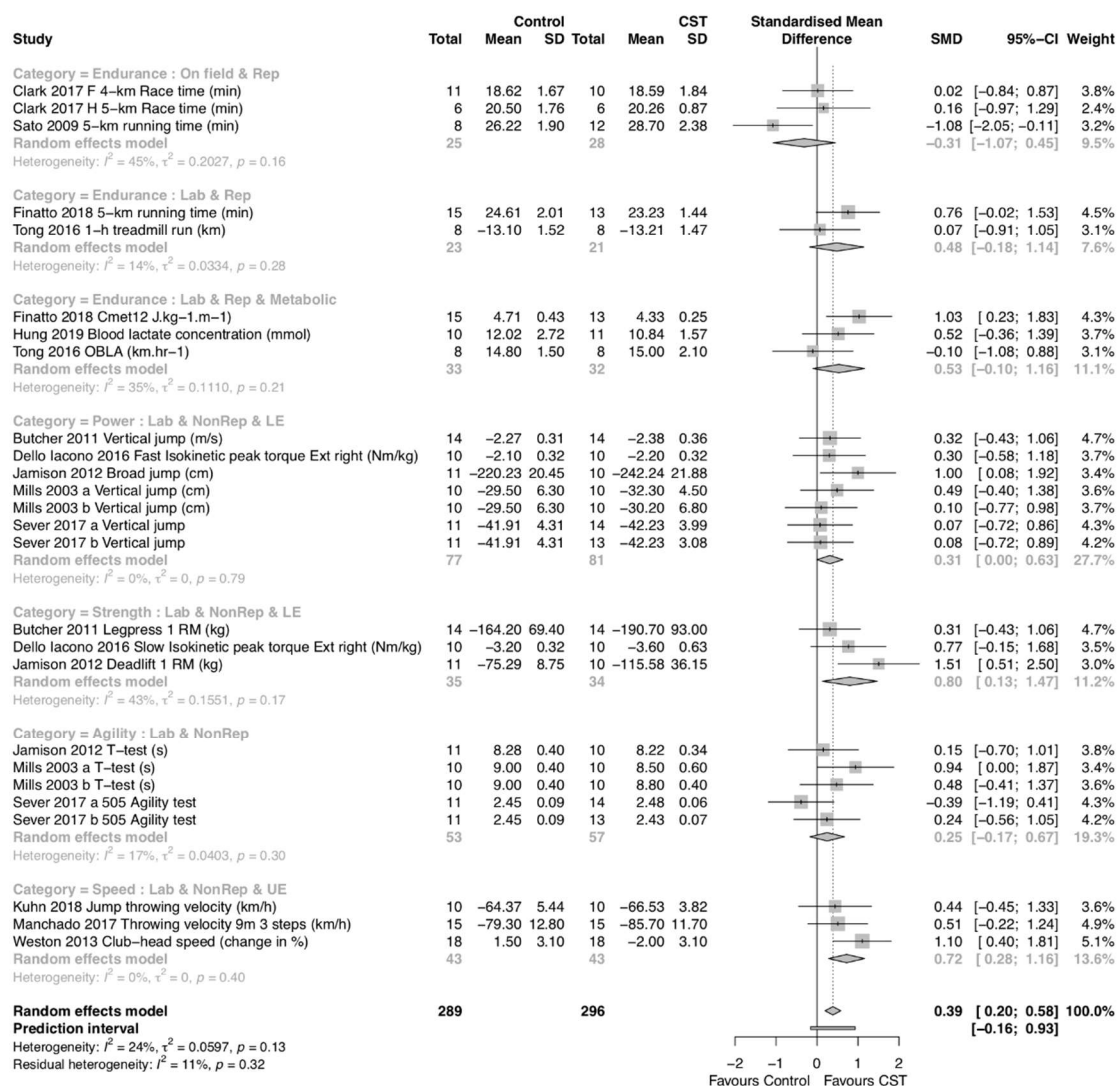 Control CST Standardised Mean
Study Total Mean SD Total Mean SD Difference SMD 95%−CI Weight
Category = Endurance : On field & Rep
Clark 2017 F 4−km Race time (min) 11 18.62 1.67 10 18.59 1.84 0.02 [−0.84; 0.87] 3.8%
Clark 2017 H 5−km Race time (min) 6 20.50 1.76 6 20.26 0.87 0.16 [−0.97; 1.29] 2.4%
Sato 2009 5−km running time (min) 8 26.22 1.90 12 28.70 2.38 −1.08 [−2.05; −0.11] 3.2%
Random effects model 25 28 −0.31 [−1.07; 0.45] 9.5%
Heterogeneity: I² = 45%, τ² = 0.2027, p = 0.16
Category = Endurance : Lab & Rep
Finatto 2018 5−km running time (min) 15 24.61 2.01 13 23.23 1.44 0.76 [−0.02; 1.53] 4.5%
Tong 2016 1−h treadmill run (km) 8 −13.10 1.52 8 −13.21 1.47 0.07 [−0.91; 1.05] 3.1%
Random effects model 23 21 0.48 [−0.18; 1.14] 7.6%
Heterogeneity: I² = 14%, τ² = 0.0334, p = 0.28
Category = Endurance : Lab & Rep & Metabolic
Finatto 2018 Cmet12 J.kg−1.m−1) 15 4.71 0.43 13 4.33 0.25 1.03 [ 0.23; 1.83] 4.3%
Hung 2019 Blood lactate concentration (mmol) 10 12.02 2.72 11 10.84 1.57 0.52 [−0.36; 1.39] 3.7%
Tong 2016 OBLA (km.hr−1) 8 14.80 1.50 8 15.00 2.10 −0.10 [−1.08; 0.88] 3.1%
Random effects model 33 32 0.53 [−0.10; 1.16] 11.1%
Heterogeneity: I² = 35%, τ² = 0.1110, p = 0.21
Category = Power : Lab & NonRep & LE
Butcher 2011 Vertical jump (m/s) 14 −2.27 0.31 14 −2.38 0.36 0.32 [−0.43; 1.06] 4.7%
Dello Iacono 2016 Fast Isokinetic peak torque Ext right (Nm/kg) 10 −2.10 0.32 10 −2.20 0.32 0.30 [−0.58; 1.18] 3.7%
Jamison 2012 Broad jump (cm) 11 −220.23 20.45 10 −242.24 21.88 1.00 [ 0.08; 1.92] 3.4%
Mills 2003 a Vertical jump (cm) 10 −29.50 6.30 10 −32.30 4.50 0.49 [−0.40; 1.38] 3.7%
Mills 2003 b Vertical jump (cm) 10 −29.50 6.30 10 −30.20 6.80 0.10 [−0.77; 0.98] 3.7%
Sever 2017 a Vertical jump 11 −41.91 4.31 14 −42.23 3.99 0.07 [−0.72; 0.86] 4.3%
Sever 2017 b Vertical jump 11 −41.91 4.31 13 −42.23 3.08 0.08 [−0.72; 0.89] 4.2%
Random effects model 77 81 0.31 [ 0.00; 0.63] 27.7%
Heterogeneity: I² = 0%, τ² = 0, p = 0.79
Category = Strength : Lab & NonRep & LE
Butcher 2011 Legpress 1 RM (kg) 14 −164.20 69.40 14 −190.70 93.00 0.31 [−0.43; 1.06] 4.7%
Dello Iacono 2016 Slow Isokinetic peak torque Ext right (Nm/kg) 10 −3.20 0.32 10 −3.60 0.63 0.77 [−0.15; 1.68] 3.5%
Jamison 2012 Deadlift 1 RM (kg) 11 −75.29 8.75 10 −115.58 36.15 1.51 [ 0.51; 2.50] 3.0%
Random effects model 35 34 0.80 [ 0.13; 1.47] 11.2%
Heterogeneity: I² = 43%, τ² = 0.1551, p = 0.17
Category = Agility : Lab & NonRep
Jamison 2012 T−test (s) 11 8.28 0.40 10 8.22 0.34 0.15 [−0.70; 1.01] 3.8%
Mills 2003 a T−test (s) 10 9.00 0.40 10 8.50 0.60 0.94 [ 0.00; 1.87] 3.4%
Mills 2003 b T−test (s) 10 9.00 0.40 10 8.80 0.40 0.48 [−0.41; 1.37] 3.6%
Sever 2017 a 505 Agility test 11 2.45 0.09 14 2.48 0.06 −0.39 [−1.19; 0.41] 4.3%
Sever 2017 b 505 Agility test 11 2.45 0.09 13 2.43 0.07 0.24 [−0.56; 1.05] 4.2%
Random effects model 53 57 0.25 [−0.17; 0.67] 19.3%
Heterogeneity: I² = 17%, τ² = 0.0403, p = 0.30
Category = Speed : Lab & NonRep & UE
Kuhn 2018 Jump throwing velocity (km/h) 10 −64.37 5.44 10 −66.53 3.82 0.44 [−0.45; 1.33] 3.6%
Manchado 2017 Throwing velocity 9m 3 steps (km/h) 15 −79.30 12.80 15 −85.70 11.70 0.51 [−0.22; 1.24] 4.9%
Weston 2013 Club−head speed (change in %) 18 1.50 3.10 18 −2.00 3.10 1.10 [ 0.40; 1.81] 5.1%
Random effects model 43 43 0.72 [ 0.28; 1.16] 13.6%
Heterogeneity: I² = 0%, τ² = 0, p = 0.40
Random effects model 289 296 0.39 [ 0.20; 0.58] 100.0%
Prediction interval [−0.16; 0.93]
Heterogeneity: I² = 24%, τ² = 0.0597, p = 0.13
Residual heterogeneity: I² = 11%, p = 0.32
−2 −1 0 1 2
Favours Control Favours CST